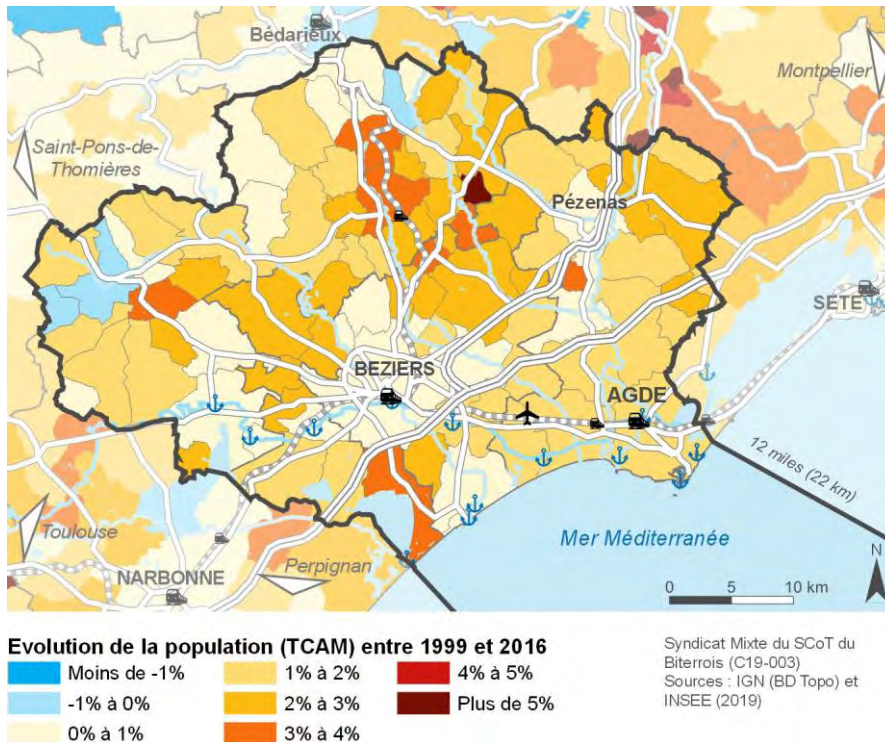 Bédarieux
Montpellier
Saint-Pons-de-
Thomières
Pézenas
SETE
BEZIERS
AGDE
12 miles (22 km)
Toulouse
Mer Méditerranée
N
Perpignan
NARBONNE
0 5 10 km
Evolution de la population (TCAM) entre 1999 et 2016
Moins de -1%
-1% à 0%
0% à 1%
1% à 2%
2% à 3%
3% à 4%
4% à 5%
Plus de 5%
Syndicat Mixte du SCoT du
Biterrois (C19-003)
Sources : IGN (BD Topo) et
INSEE (2019)